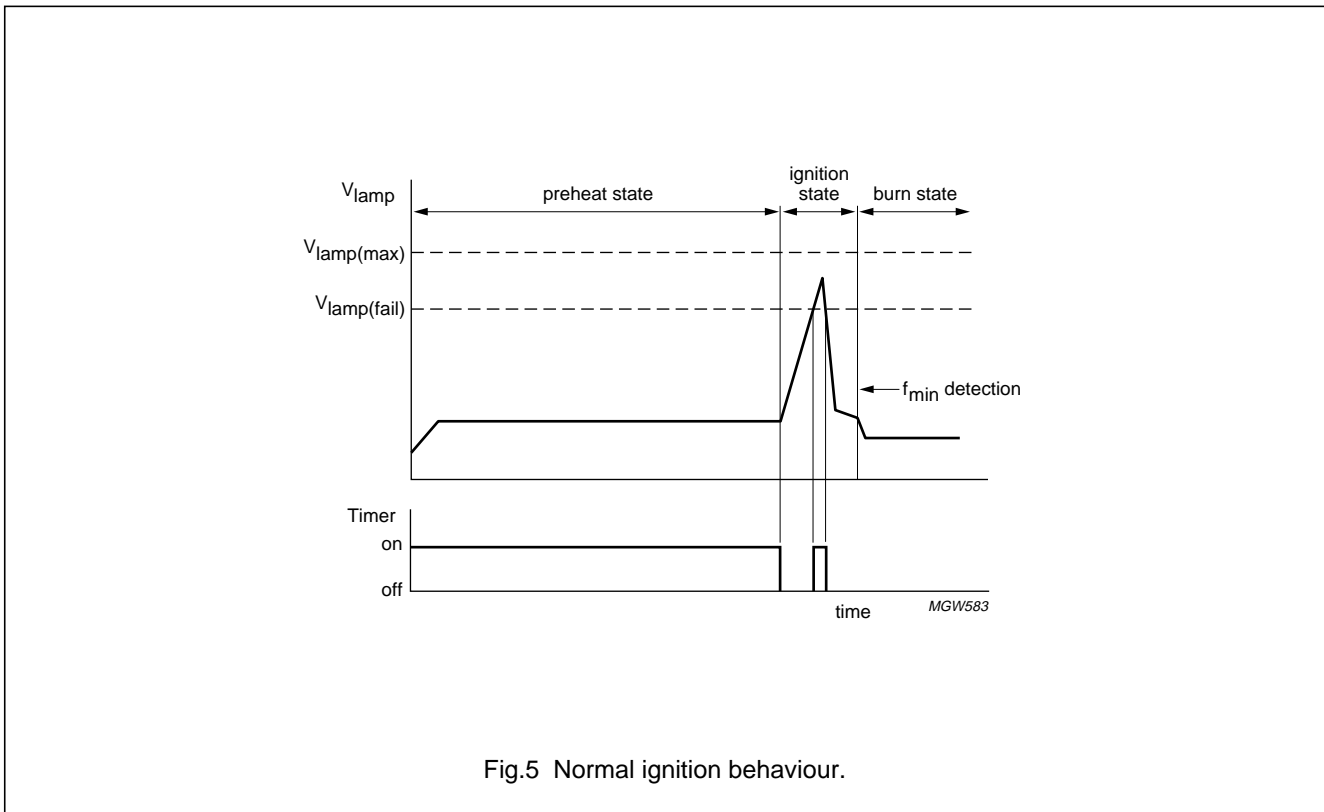 ignition
state
V_lamp
preheat state
burn state
V_lamp(max)
V_lamp(fail)
f_min detection
Timer
on
off
time
MGW583
Fig.5 Normal ignition behaviour.